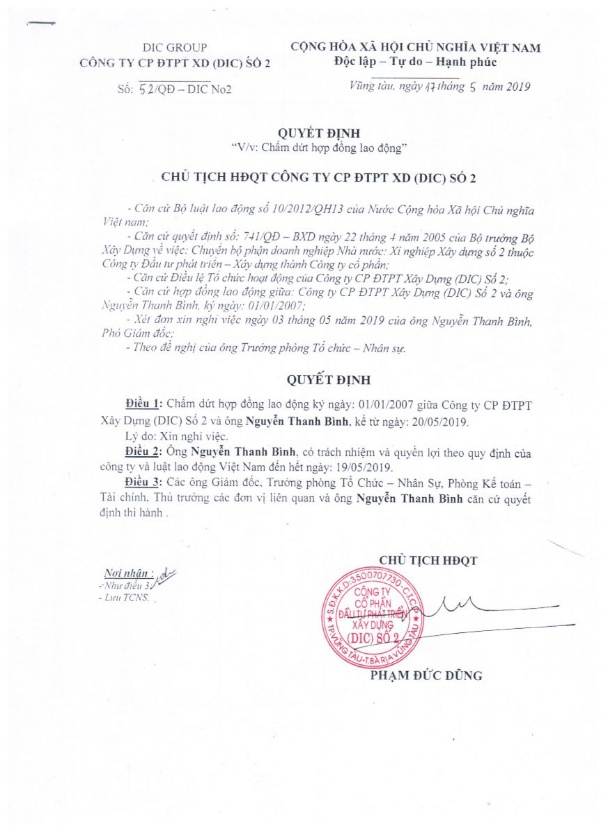 DIC GROUP
CÔNG TY CP ĐTPT XD (DIC) SỐ 2
Số: 52/QĐ – DIC No2
CỘNG HÒA XÃ HỘI CHỦ NGHĨA VIỆT NAM
Độc lập – Tự do – Hạnh phúc
Vũng tàu, ngày 17 tháng 5 năm 2019
QUYẾT ĐỊNH
“V/v: Chấm dứt hợp đồng lao động”
CHỦ TỊCH HĐQT CÔNG TY CP ĐTPT XD (DIC) SỐ 2
- Căn cứ Bộ luật lao động số 10/2012/QH13 của Nước Cộng hòa Xã hội Chủ nghĩa
Việt nam;
- Căn cứ quyết định số: 741/QĐ – BXD ngày 22 tháng 4 năm 2005 của Bộ trưởng Bộ
Xây Dựng về việc: Chuyển bộ phận doanh nghiệp Nhà nước: Xí nghiệp Xây dựng số 2 thuộc
Công ty Đầu tư phát triển – Xây dựng thành Công ty cổ phần;
- Căn cứ Điều lệ Tổ chức hoạt động của Công ty CP ĐTPT Xây Dựng (DIC) Số 2;
- Căn cứ hợp đồng lao động giữa: Công ty CP ĐTPT Xây Dựng (DIC) Số 2 và ông
Nguyễn Thanh Bình, ký ngày: 01/01/2007;
- Xét đơn xin nghỉ việc ngày 03 tháng 05 năm 2019 của ông Nguyễn Thanh Bình,
Phó Giám đốc;
- Theo đề nghị của ông Trưởng phòng Tổ chức – Nhân sự.
QUYẾT ĐỊNH
Điều 1: Chấm dứt hợp đồng lao động ký ngày: 01/01/2007 giữa Công ty CP ĐTPT
Xây Dựng (DIC) Số 2 và ông Nguyễn Thanh Bình, kể từ ngày: 20/05/2019.
Lý do: Xin nghỉ việc.
Điều 2: Ông Nguyễn Thanh Bình, có trách nhiệm và quyền lợi theo quy định của
công ty và luật lao động Việt Nam đến hết ngày: 19/05/2019.
Điều 3: Các ông Giám đốc, Trưởng phòng Tổ Chức – Nhân Sự, Phòng Kế toán –
Tài chính, Thủ trưởng các đơn vị liên quan và ông Nguyễn Thanh Bình căn cứ quyết
định thi hành .
Nơi nhận :
- Như điều 3;
- Lưu TCNS.
CHỦ TỊCH HĐQT
S.Đ.K.K.D:3500707730-C.T.C.P
CÔNG TY
CỔ PHẦN
ĐẦU TƯ PHÁT TRIỂN
XÂY DỰNG
(DIC) SỐ 2
TP.VŨNG TÀU-T.BÀ RỊA VŨNG TÀU
PHẠM ĐỨC DŨNG